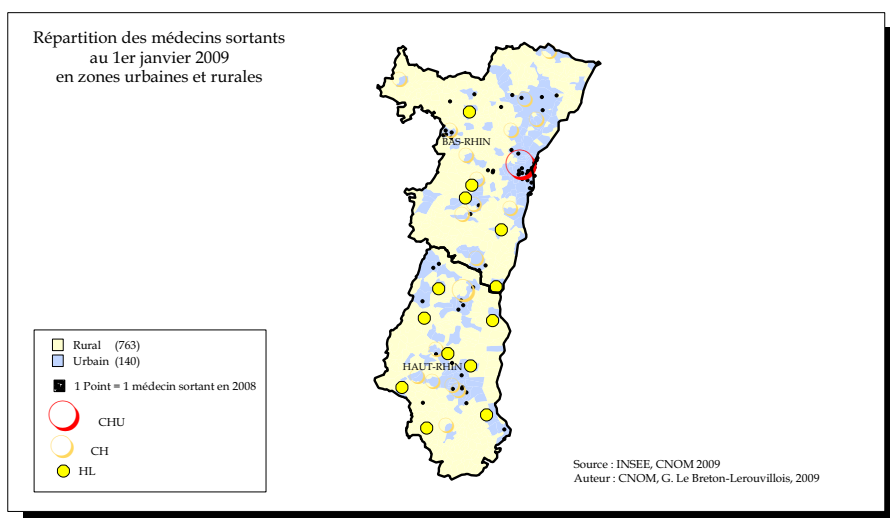 Répartition des médecins sortants
au 1er janvier 2009
en zones urbaines et rurales
BAS-RHIN
HAUT-RHIN
Rural (763)
Urbain (140)
1 Point = 1 médecin sortant en 2008
CHU
CH
HL
Source : INSEE, CNOM 2009
Auteur : CNOM, G. Le Breton-Lerouvillois, 2009